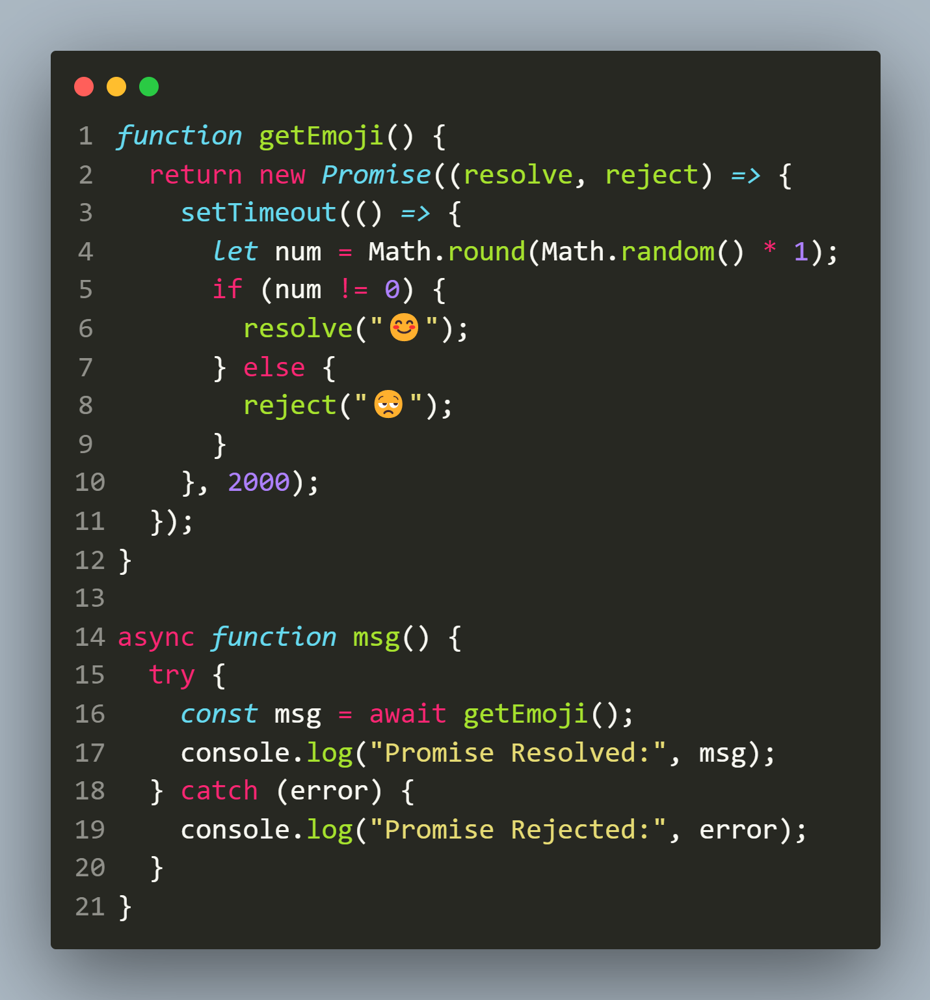 1 function getEmoji() {
2   return new Promise((resolve, reject) => {
3     setTimeout(() => {
4       let num = Math.round(Math.random() * 1);
5       if (num != 0) {
6         resolve("😊");
7       } else {
8         reject("😩");
9       }
10     }, 2000);
11   });
12 }
13
14 async function msg() {
15   try {
16     const msg = await getEmoji();
17     console.log("Promise Resolved:", msg);
18   } catch (error) {
19     console.log("Promise Rejected:", error);
20   }
21 }